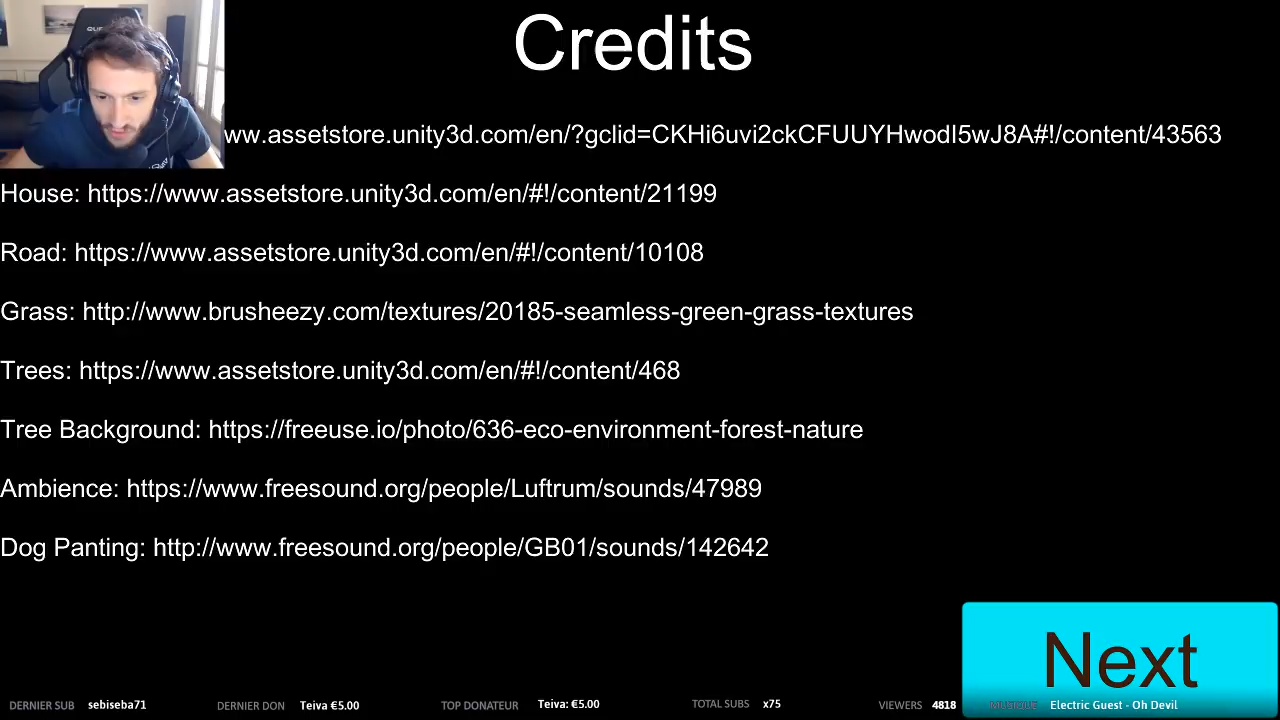 Credits
ww.assetstore.unity3d.com/en/?gclid=CKHi6uvi2ckCFUUYHwodI5wJ8A#!/content/43563
House: https://www.assetstore.unity3d.com/en/#!/content/21199
Road: https://www.assetstore.unity3d.com/en/#!/content/10108
Grass: http://www.brusheezy.com/textures/20185-seamless-green-grass-textures
Trees: https://www.assetstore.unity3d.com/en/#!/content/468
Tree Background: https://freeuse.io/photo/636-eco-environment-forest-nature
Ambience: https://www.freesound.org/people/Luftrum/sounds/47989
Dog Panting: http://www.freesound.org/people/GB01/sounds/142642
Next
DERNIER SUB sebiseba71 DERNIER DON Teiva €5.00 TOP DONATEUR Teiva: €5.00 TOTAL SUBS x75 VIEWERS 4818 MUSIQUE Electric Guest - Oh Devil